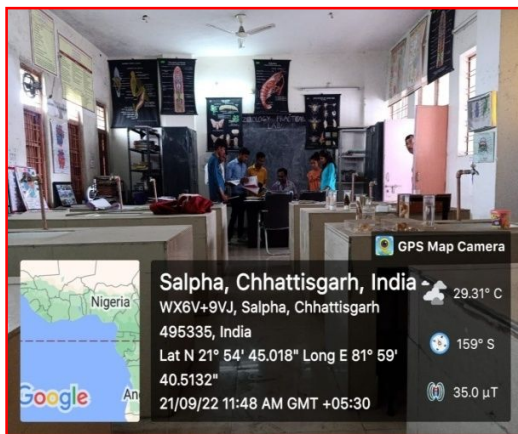 ZOOLOGY PRACTICAL
LAB
GPS Map Camera
Nigeria
Google
An
Salpha, Chhattisgarh, India
WX6V+9VJ, Salpha, Chhattisgarh
495335, India
Lat N 21° 54' 45.018" Long E 81° 59'
40.5132"
21/09/22 11:48 AM GMT +05:30
29.31° C
159° S
35.0 µT